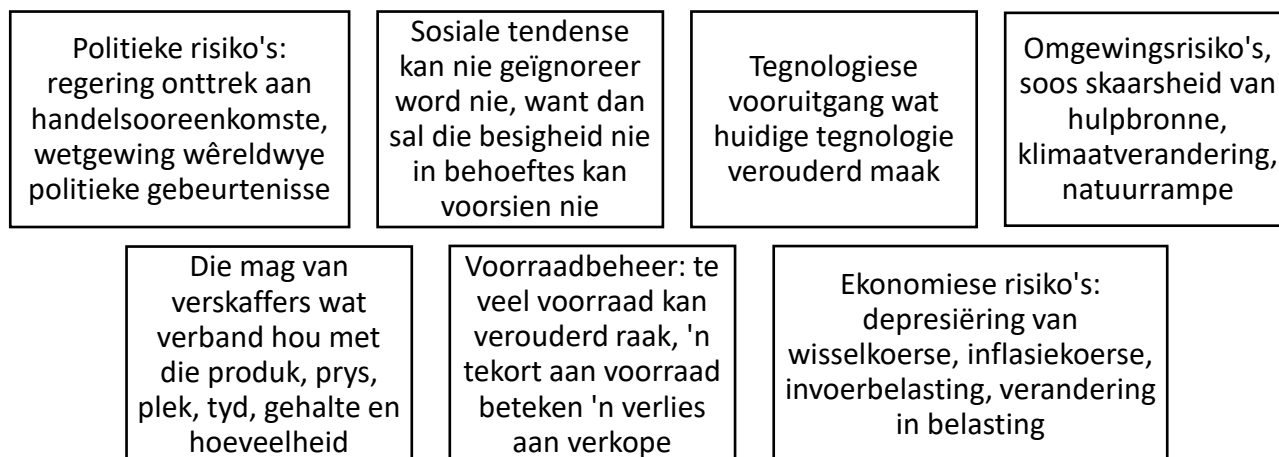 Politieke risiko's:
regering onttrek aan
handelsooreenkomste,
wetgewing wêreldwye
politieke gebeurtenisse
Sosiale tendense
kan nie geïgnoreer
word nie, want dan
sal die besigheid nie
in behoeftes kan
voorsien nie
Tegnologiese
vooruitgang wat
huidige tegnologie
verouderd maak
Omgewingsrisiko's,
soos skaarsheid van
hulpbronne,
klimaatverandering,
natuurrampe
Die mag van
verskaffers wat
verband hou met
die produk, prys,
plek, tyd, gehalte en
hoeveelheid
Voorraadbeheer: te
veel voorraad kan
verouderd raak, 'n
tekort aan voorraad
beteken 'n verlies
aan verkope
Ekonomiese risiko's:
depresiëring van
wisselkoerse, inflasiekoerse,
invoerbelasting, verandering
in belasting